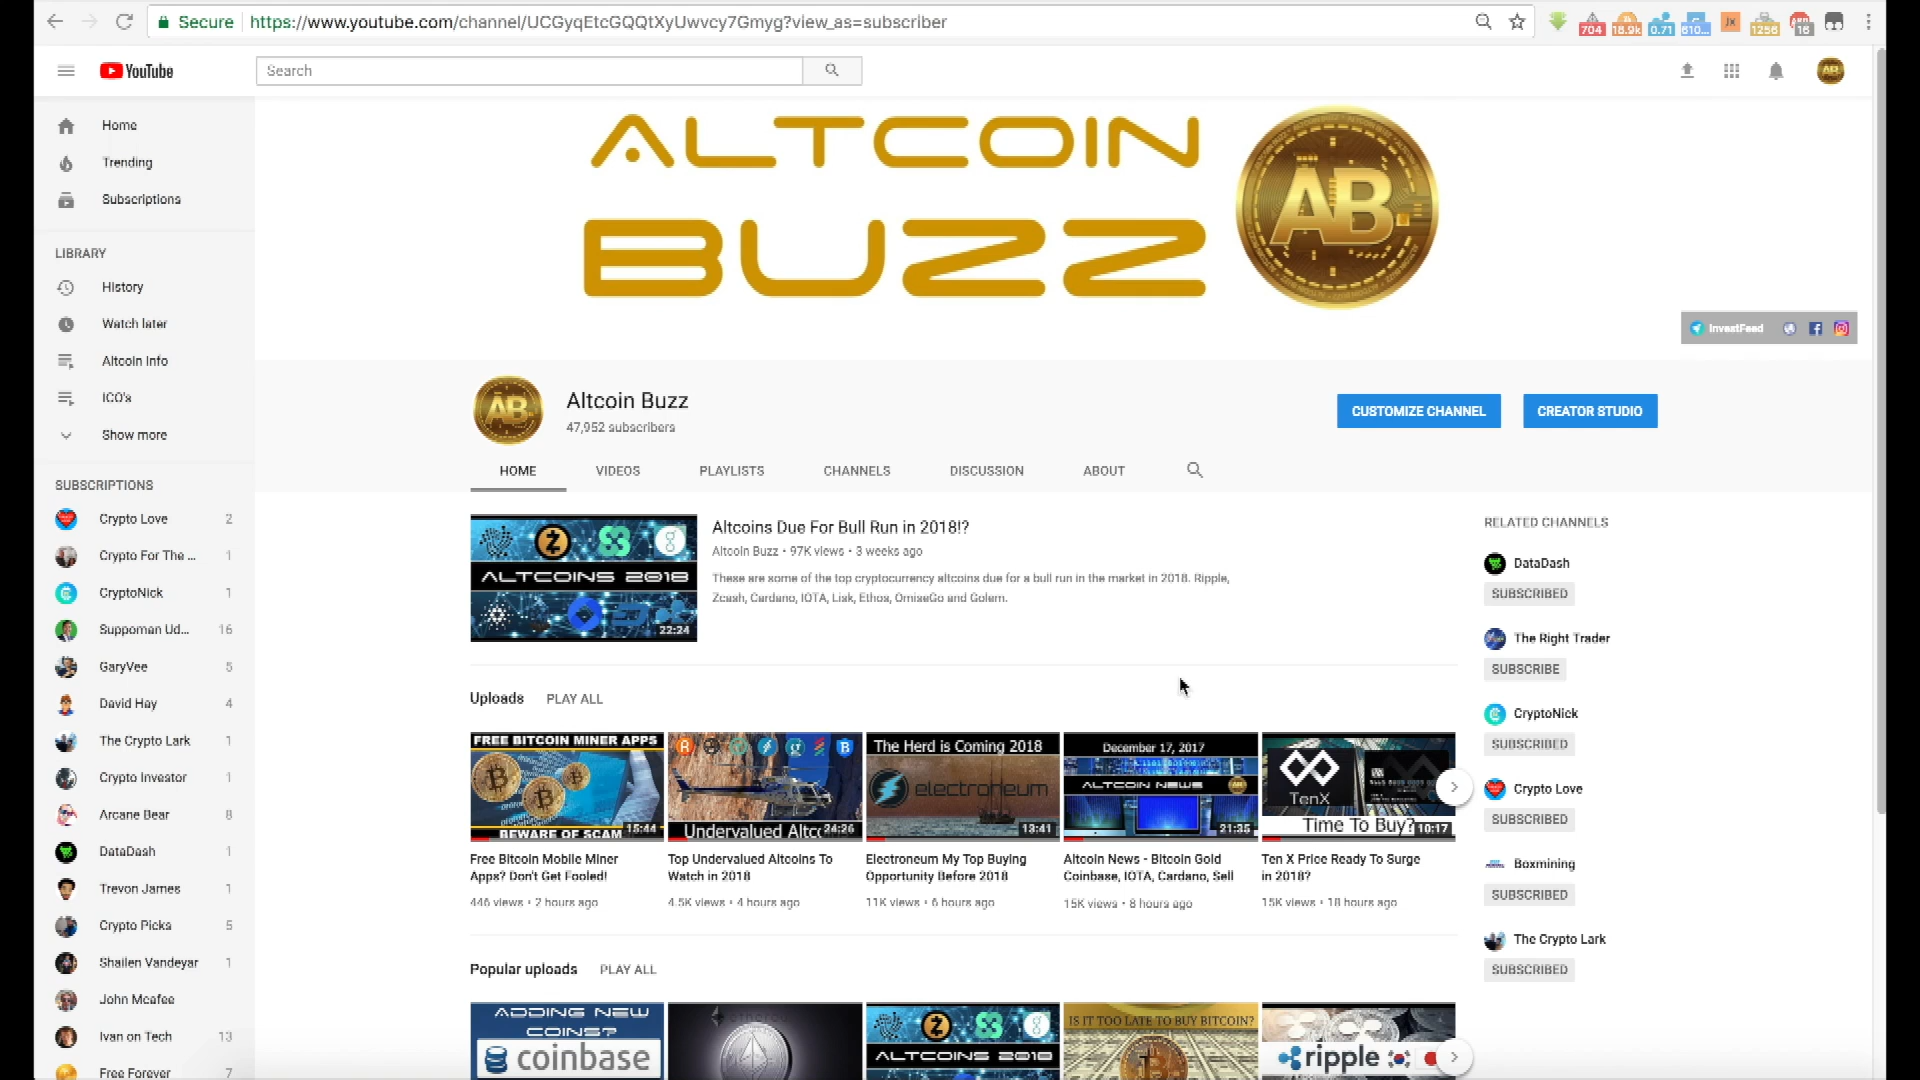 Secure https://www.youtube.com/channel/UCGyqEtcGQQtXyUwvcy7Gmyg?view_as=subscriber
704 18.9k 0.71 610... 1256 16
YouTube
Search
AB
Home
Trending
Subscriptions
LIBRARY
History
Watch later
Altcoin Info
ICO's
Show more
SUBSCRIPTIONS
Crypto Love 2
Crypto For The ... 1
CryptoNick 1
Suppoman Ud... 16
GaryVee 5
David Hay 4
The Crypto Lark 1
Crypto Investor 1
Arcane Bear 8
DataDash 1
Trevon James 1
Crypto Picks 5
Shailen Vandeyar 1
John Mcafee
Ivan on Tech 13
Free Forever 7
ALTCOIN
BUZZ
AB
InvestFeed
AB
Altcoin Buzz
47,952 subscribers
CUSTOMIZE CHANNEL
CREATOR STUDIO
HOME VIDEOS PLAYLISTS CHANNELS DISCUSSION ABOUT
ALTCOINS 2018
22:24
Altcoins Due For Bull Run in 2018!?
Altcoin Buzz • 97K views • 3 weeks ago
These are some of the top cryptocurrency altcoins due for a bull run in the market in 2018. Ripple,
Zcash, Cardano, IOTA, Lisk, Ethos, OmiseGo and Golem.
Uploads PLAY ALL
FREE BITCOIN MINER APPS
BEWARE OF SCAM
15:44
Free Bitcoin Mobile Miner
Apps? Don't Get Fooled!
446 views • 2 hours ago
Undervalued Altc
24:26
Top Undervalued Altcoins To
Watch in 2018
4.5K views • 4 hours ago
The Herd is Coming 2018
electroneum
13:41
Electroneum My Top Buying
Opportunity Before 2018
11K views • 6 hours ago
December 17, 2017
ALTCOIN NEWS
21:35
Altcoin News - Bitcoin Gold
Coinbase, IOTA, Cardano, Sell
15K views • 8 hours ago
TenX
Time To Buy?
10:17
Ten X Price Ready To Surge
in 2018?
15K views • 18 hours ago
Popular uploads PLAY ALL
ADDING NEW
COINS?
coinbase
ALTCOINS 2018
IS IT TOO LATE TO BUY BITCOIN?
ripple
RELATED CHANNELS
DataDash
SUBSCRIBED
The Right Trader
SUBSCRIBE
CryptoNick
SUBSCRIBED
Crypto Love
SUBSCRIBED
Boxmining
SUBSCRIBED
The Crypto Lark
SUBSCRIBED